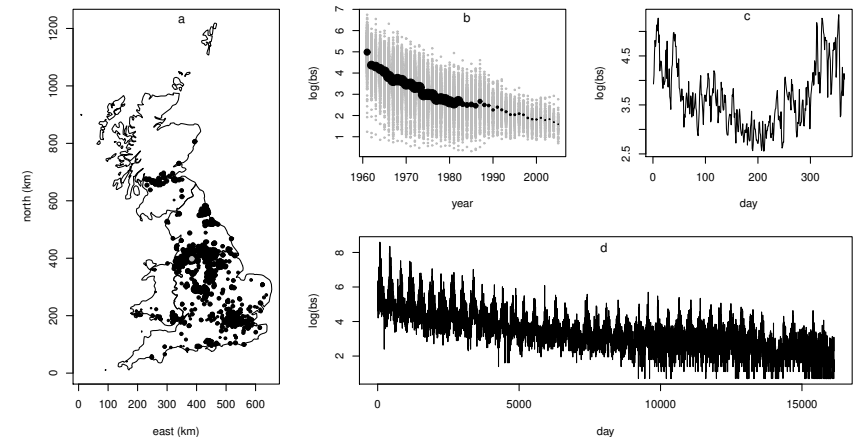 a
1200
1000
800
600
400
200
0
north (km)
0 100 200 300 400 500 600
east (km)
b
7
6
5
4
3
2
1
log(bs)
1960 1970 1980 1990 2000
year
c
4.5
3.5
2.5
log(bs)
0 100 200 300
day
d
8
6
4
2
log(bs)
0 5000 10000 15000
day